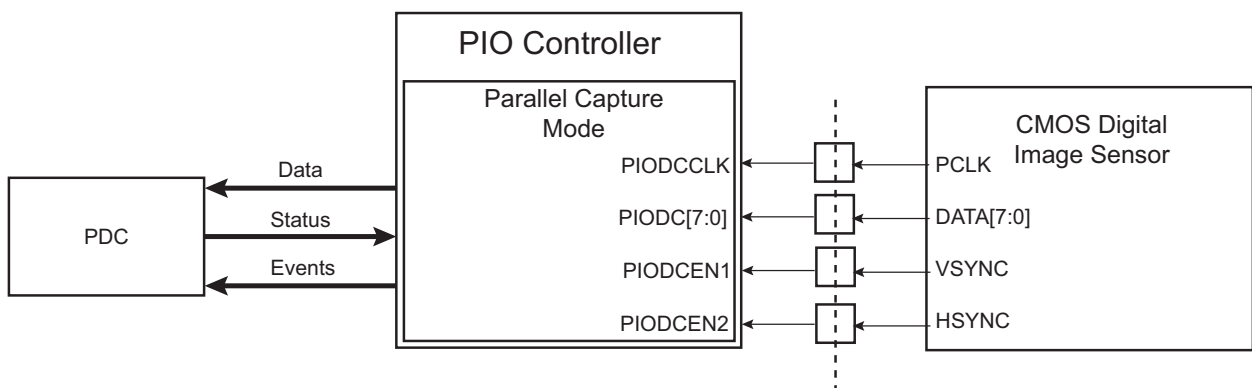 PIO Controller
Parallel Capture
Mode
CMOS Digital
Image Sensor
PIODCCLK
PCLK
Data
PIODC[7:0]
DATA[7:0]
PDC
Status
PIODCEN1
VSYNC
Events
PIODCEN2
HSYNC